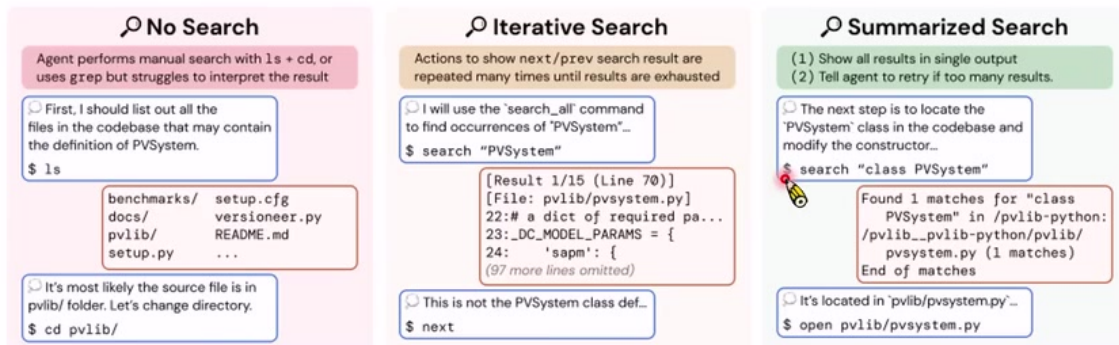 No Search
Agent performs manual search with ls + cd, or
uses grep but struggles to interpret the result
First, I should list out all the
files in the codebase that may contain
the definition of PVSystem.
$ ls
benchmarks/ setup.cfg
docs/ versioneer.py
pvlib/ README.md
setup.py ...
It's most likely the source file is in
pvlib/ folder. Let's change directory.
$ cd pvlib/
Iterative Search
Actions to show next/prev search result are
repeated many times until results are exhausted
I will use the `search_all` command
to find occurrences of "PVSystem"...
$ search "PVSystem"
[Result 1/15 (Line 70)]
[File: pvlib/pvsystem.py]
22:# a dict of required pa...
23:_DC_MODEL_PARAMS = {
24: 'sapm': {
(97 more lines omitted)
This is not the PVSystem class def...
$ next
Summarized Search
(1) Show all results in single output
(2) Tell agent to retry if too many results.
The next step is to locate the
`PVSystem` class in the codebase and
modify the constructor...
$ search "class PVSystem"
Found 1 matches for "class
PVSystem" in /pvlib-python:
/pvlib__pvlib-python/pvlib/
pvsystem.py (1 matches)
End of matches
It's located in `pvlib/pvsystem.py`...
$ open pvlib/pvsystem.py